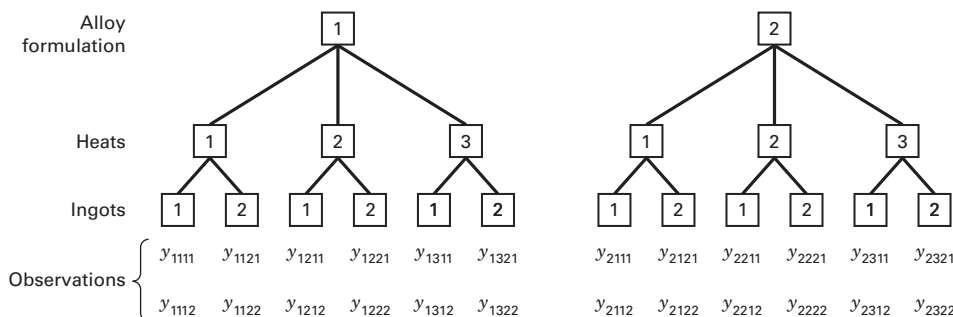 Alloy formulation 1 2
Heats 1 2 3 1 2 3
Ingots 1 2 1 2 1 2 1 2 1 2 1 2
Observations
y1111 y1121 y1211 y1221 y1311 y1321 y2111 y2121 y2211 y2221 y2311 y2321
y1112 y1122 y1212 y1222 y1312 y1322 y2112 y2122 y2212 y2222 y2312 y2322